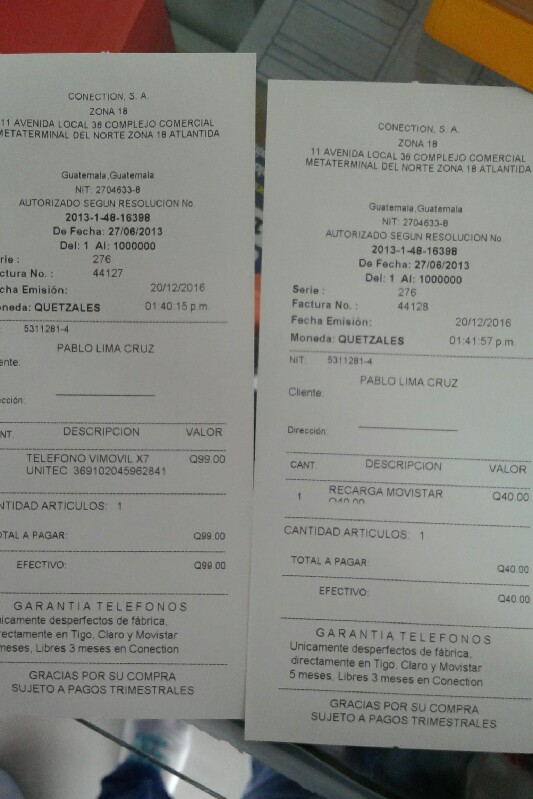 CONECTION, S. A.
ZONA 18
11 AVENIDA LOCAL 36 COMPLEJO COMERCIAL
METATERMINAL DEL NORTE ZONA 18 ATLANTIDA
Guatemala,Guatemala
NIT: 2704633-8
AUTORIZADO SEGUN RESOLUCION No
2013-1-48-16398
De Fecha: 27/06/2013
Del: 1 Al: 1000000
erie : 276
actura No. : 44127
cha Emisión: 20/12/2016
oneda: QUETZALES 01:40:15 p.m.
: 5311281-4
PABLO LIMA CRUZ
ente:
ección:
NT. DESCRIPCION VALOR
TELEFONO VIMOVIL X7 Q99.00
UNITEC 369102045962841
NTIDAD ARTICULOS: 1
OTAL A PAGAR: Q99.00
EFECTIVO: Q99.00
GARANTIA TELEFONOS
nicamente desperfectos de fábrica,
rectamente en Tigo, Claro y Movistar
meses, Libres 3 meses en Conection
GRACIAS POR SU COMPRA
SUJETO A PAGOS TRIMESTRALES
CONECTION, S. A.
ZONA 18
11 AVENIDA LOCAL 36 COMPLEJO COMERCIAL
METATERMINAL DEL NORTE ZONA 18 ATLANTIDA
Guatemala,Guatemala
NIT: 2704633-8
AUTORIZADO SEGUN RESOLUCION No
2013-1-48-16398
De Fecha: 27/06/2013
Del: 1 Al: 1000000
Serie : 276
Factura No. : 44128
Fecha Emisión: 20/12/2016
Moneda: QUETZALES 01:41:57 p.m.
NIT: 5311281-4
PABLO LIMA CRUZ
Cliente:
Dirección:
CANT. DESCRIPCION VALOR
1 RECARGA MOVISTAR Q40.00
Q40.00
CANTIDAD ARTICULOS: 1
TOTAL A PAGAR: Q40.00
EFECTIVO: Q40.00
GARANTIA TELEFONOS
Unicamente desperfectos de fábrica,
directamente en Tigo, Claro y Movistar
5 meses, Libres 3 meses en Conection
GRACIAS POR SU COMPRA
SUJETO A PAGOS TRIMESTRALES